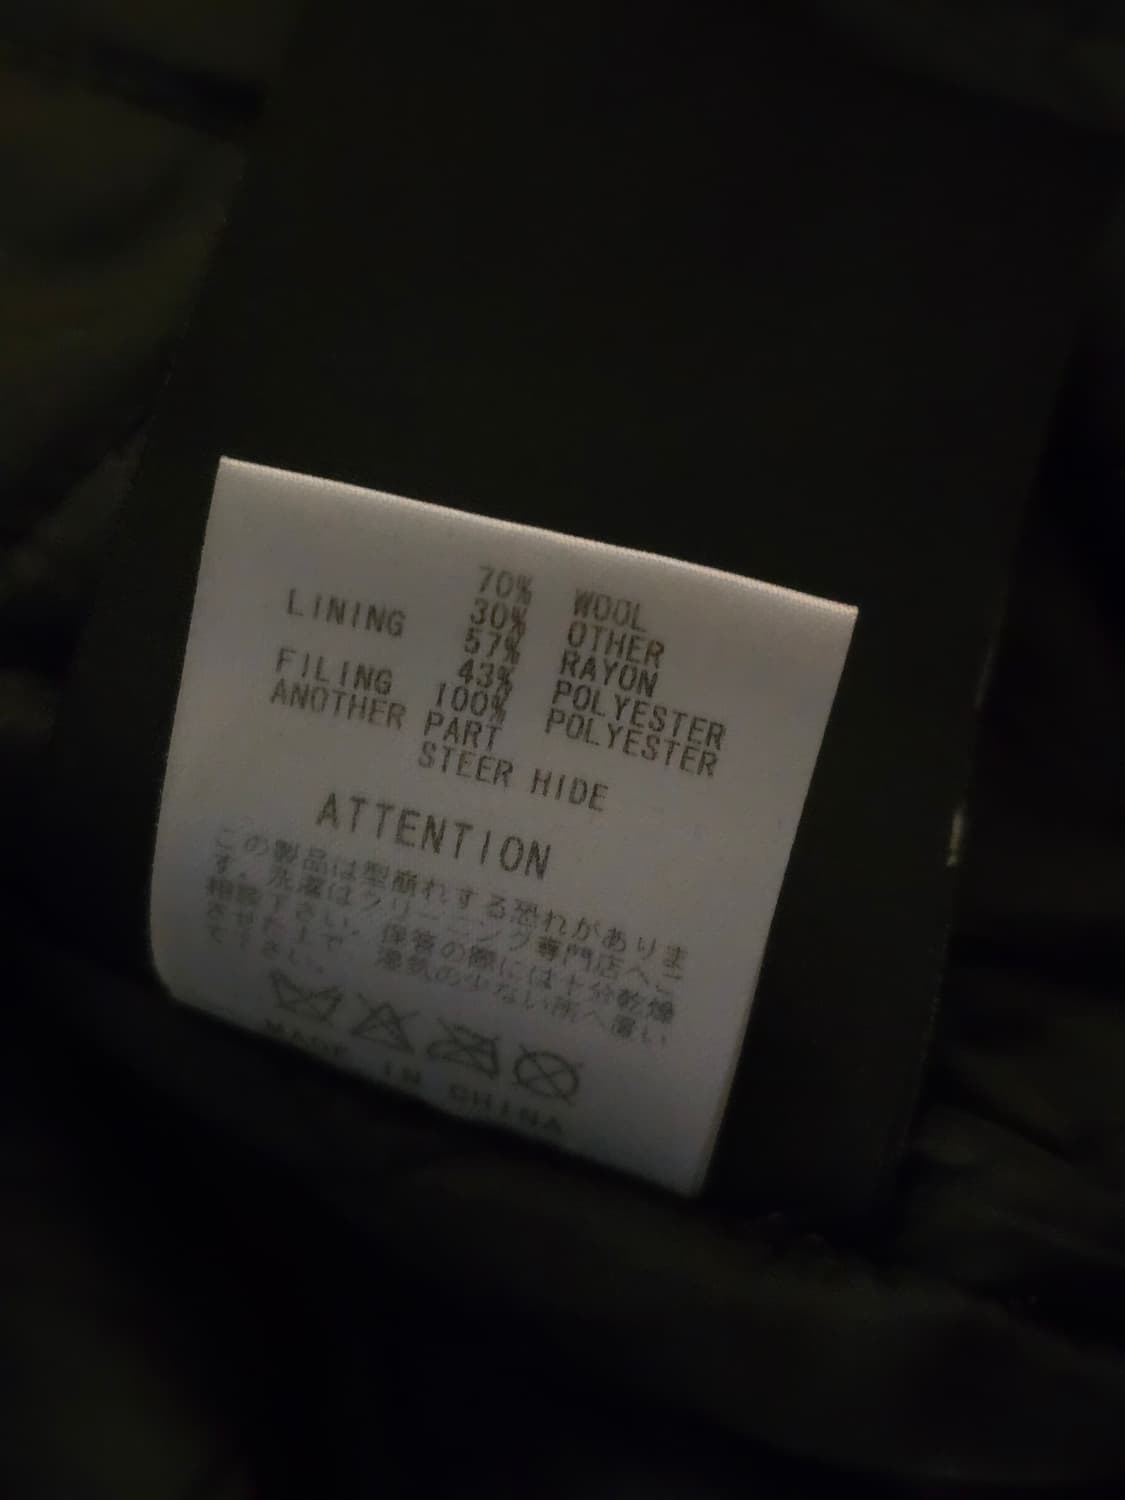 70% WOOL
30% OTHER
LINING 57% RAYON
43% POLYESTER
FILING 100% POLYESTER
ANOTHER PART
STEER HIDE
ATTENTION
この製品は型崩れする恐れがありま
す。洗濯はクリーニング専門店へご
相談下さい。保管の際には十分乾燥
させた上で、湿気の少ない所へ置い
て下さい。
MADE IN CHINA